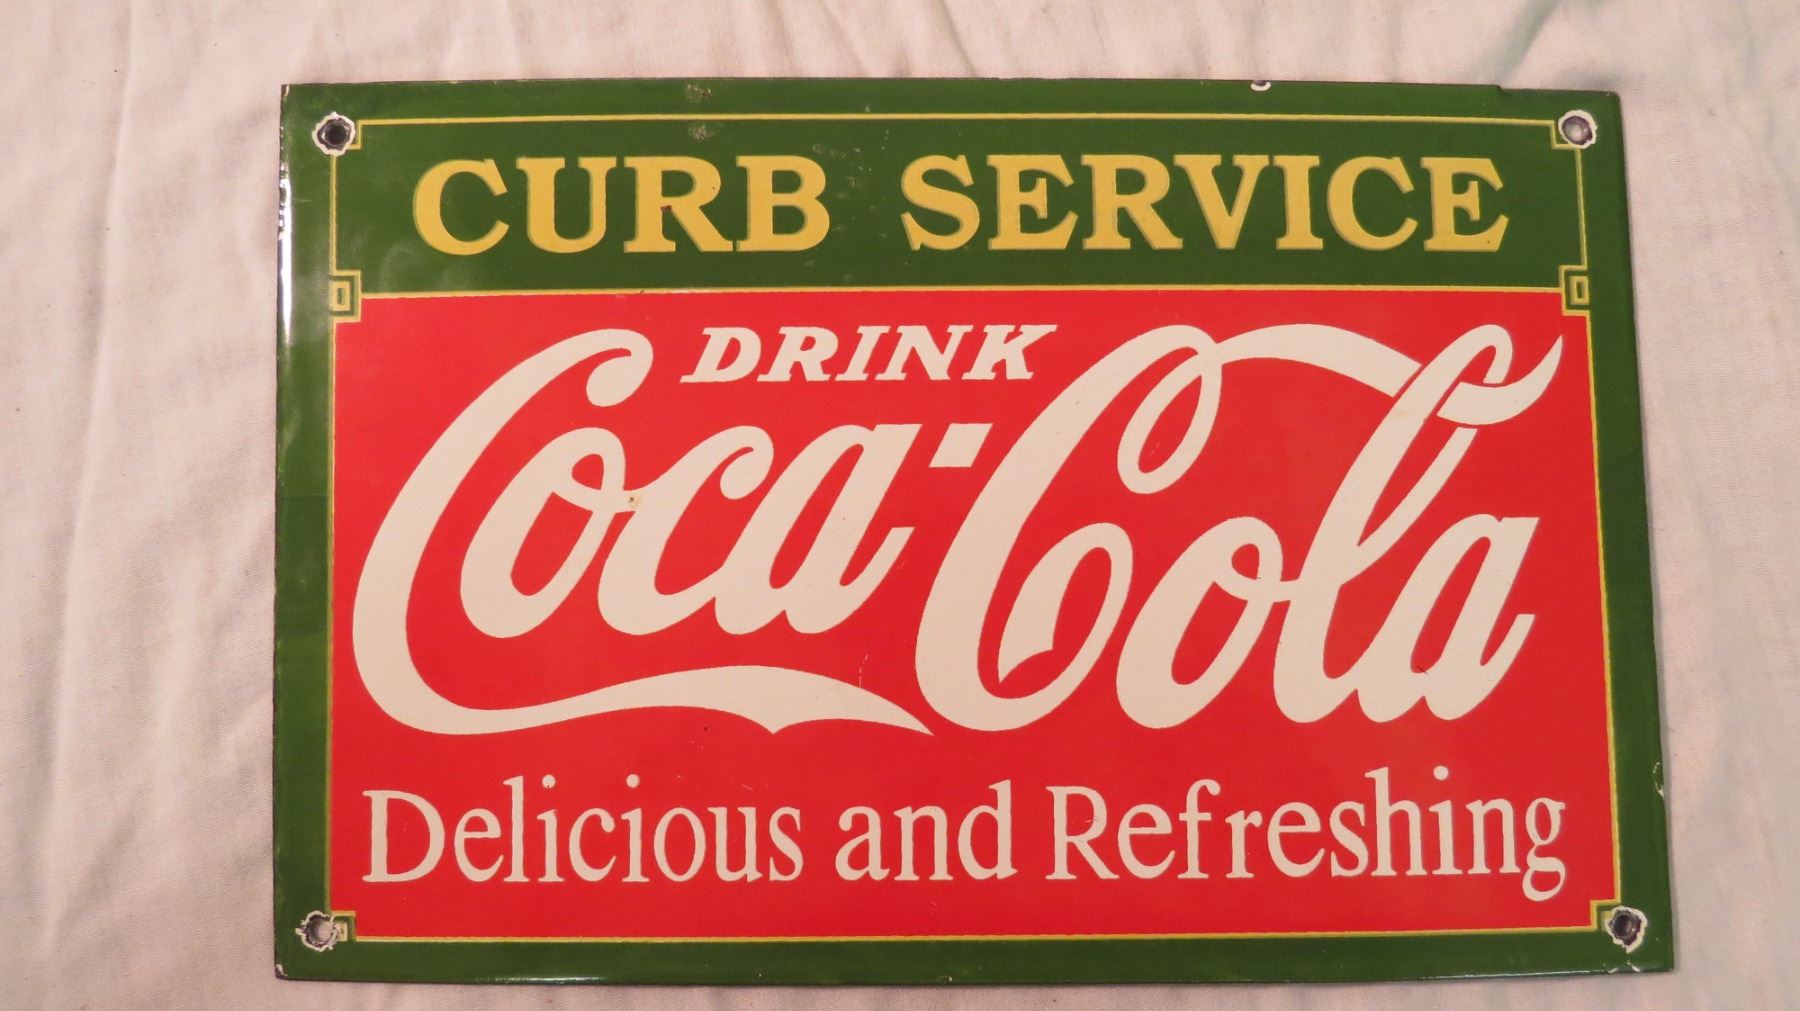 CURB SERVICE
DRINK
Coca-Cola
Delicious and Refreshing